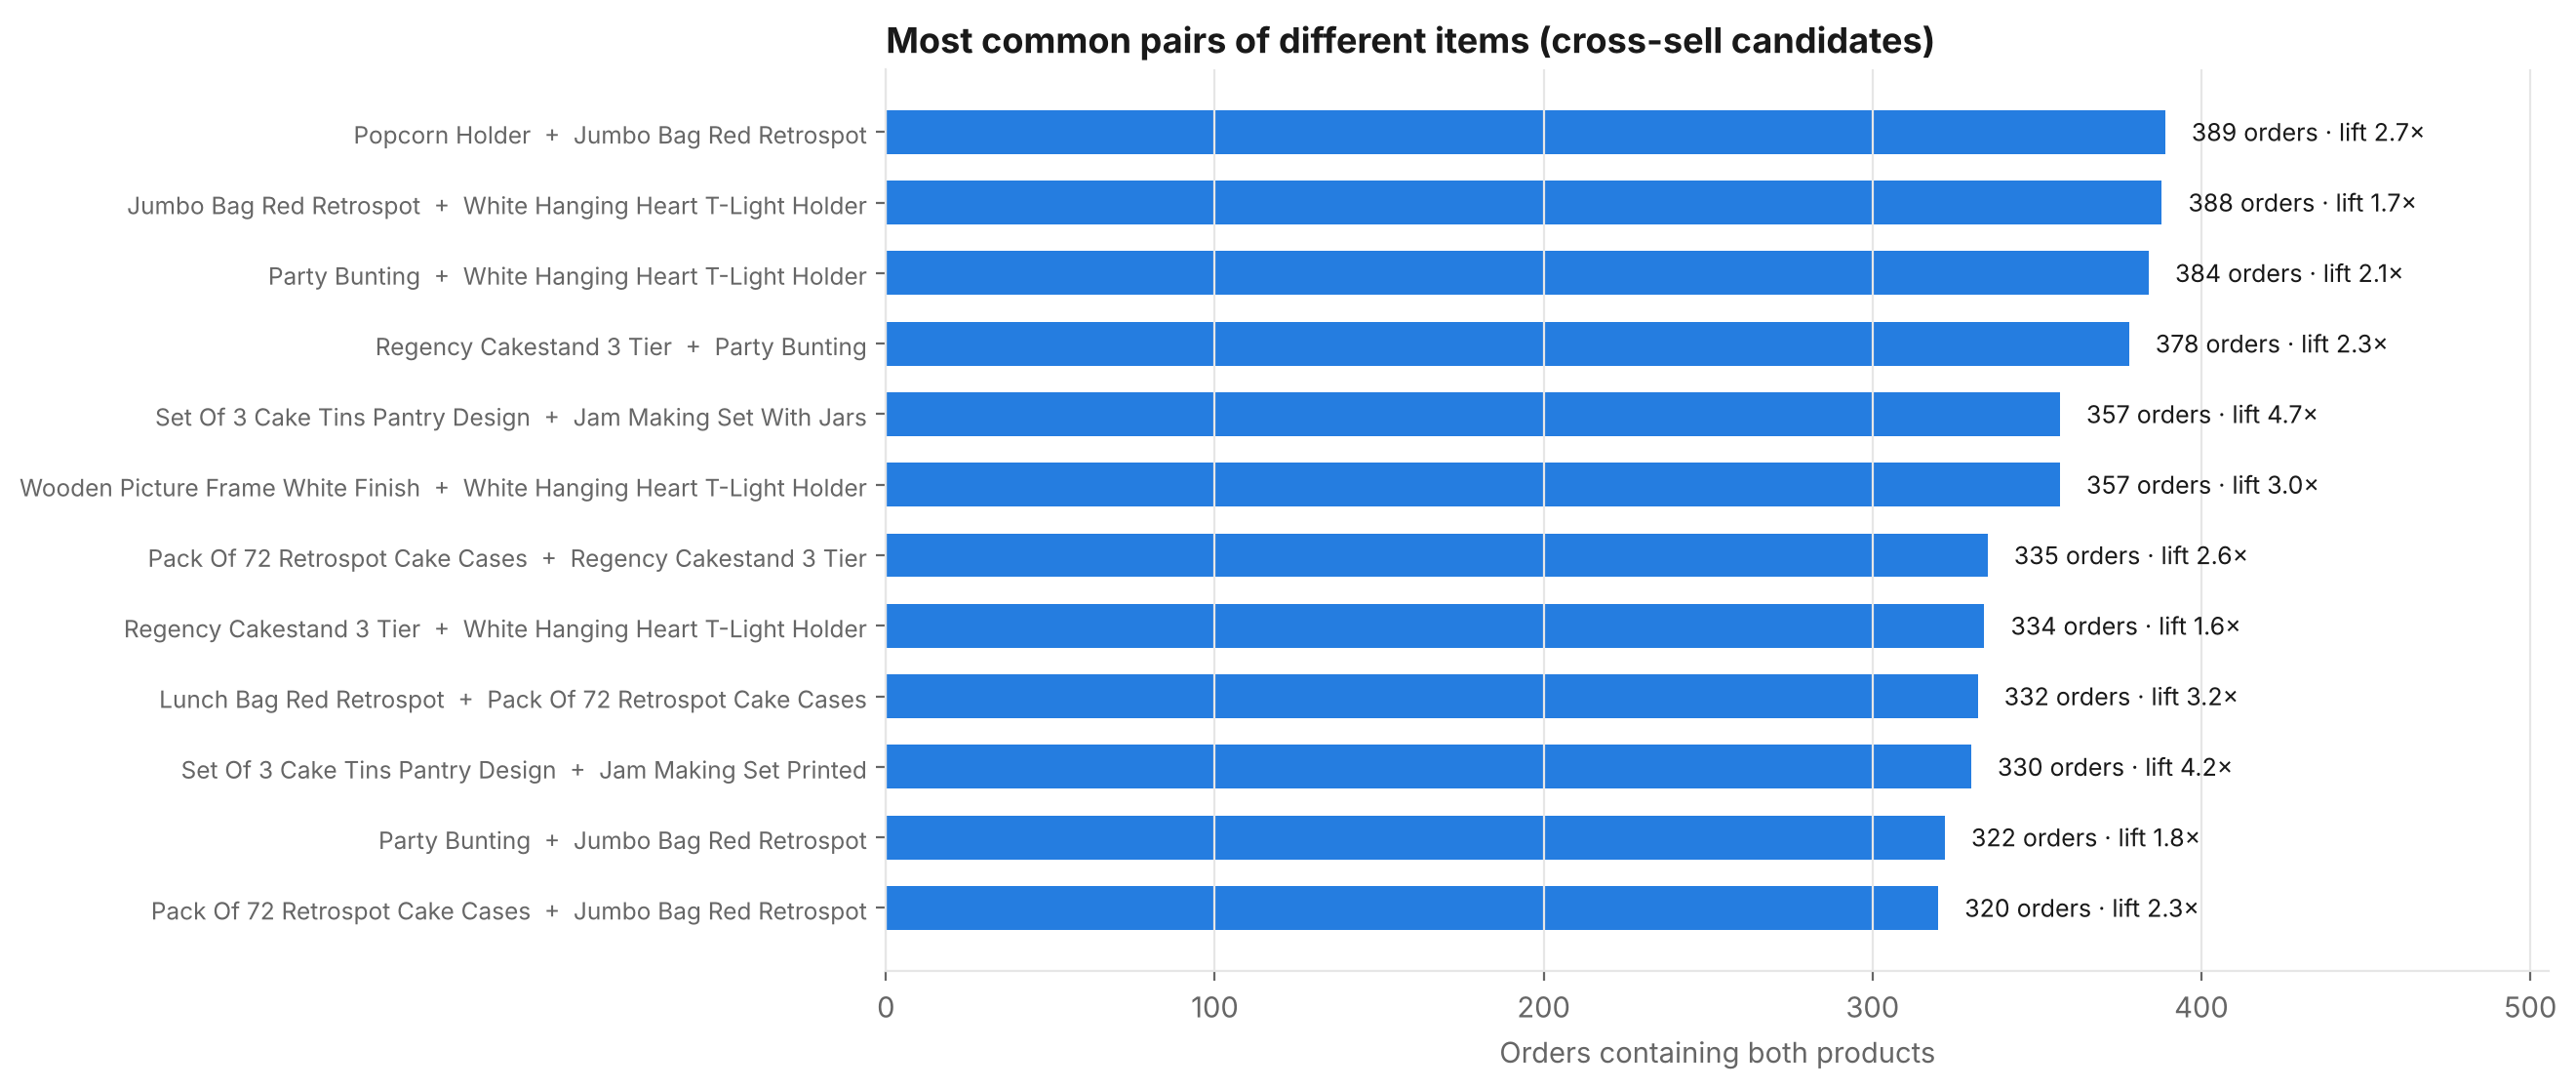 Most common pairs of different items (cross-sell candidates)
Popcorn Holder + Jumbo Bag Red Retrospot 389 orders · lift 2.7×
Jumbo Bag Red Retrospot + White Hanging Heart T-Light Holder 388 orders · lift 1.7×
Party Bunting + White Hanging Heart T-Light Holder 384 orders · lift 2.1×
Regency Cakestand 3 Tier + Party Bunting 378 orders · lift 2.3×
Set Of 3 Cake Tins Pantry Design + Jam Making Set With Jars 357 orders · lift 4.7×
Wooden Picture Frame White Finish + White Hanging Heart T-Light Holder 357 orders · lift 3.0×
Pack Of 72 Retrospot Cake Cases + Regency Cakestand 3 Tier 335 orders · lift 2.6×
Regency Cakestand 3 Tier + White Hanging Heart T-Light Holder 334 orders · lift 1.6×
Lunch Bag Red Retrospot + Pack Of 72 Retrospot Cake Cases 332 orders · lift 3.2×
Set Of 3 Cake Tins Pantry Design + Jam Making Set Printed 330 orders · lift 4.2×
Party Bunting + Jumbo Bag Red Retrospot 322 orders · lift 1.8×
Pack Of 72 Retrospot Cake Cases + Jumbo Bag Red Retrospot 320 orders · lift 2.3×
0 100 200 300 400 500
Orders containing both products